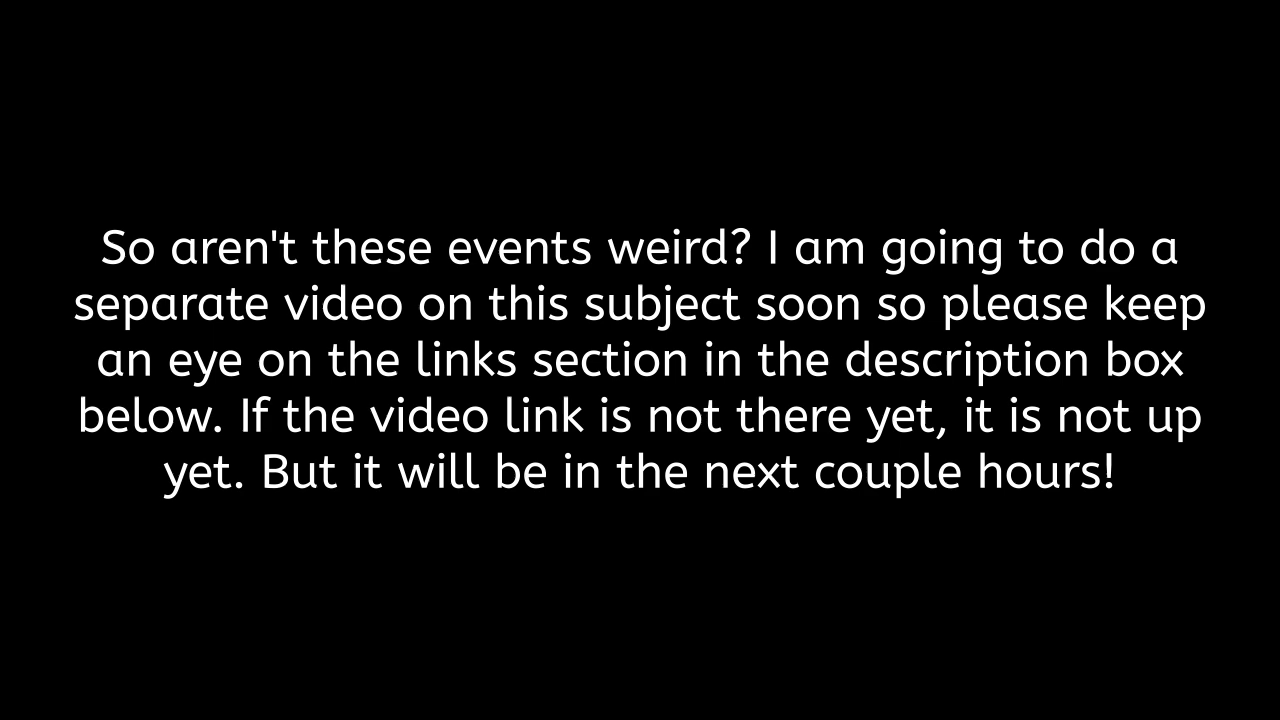 So aren't these events weird? I am going to do a
separate video on this subject soon so please keep
an eye on the links section in the description box
below. If the video link is not there yet, it is not up
yet. But it will be in the next couple hours!